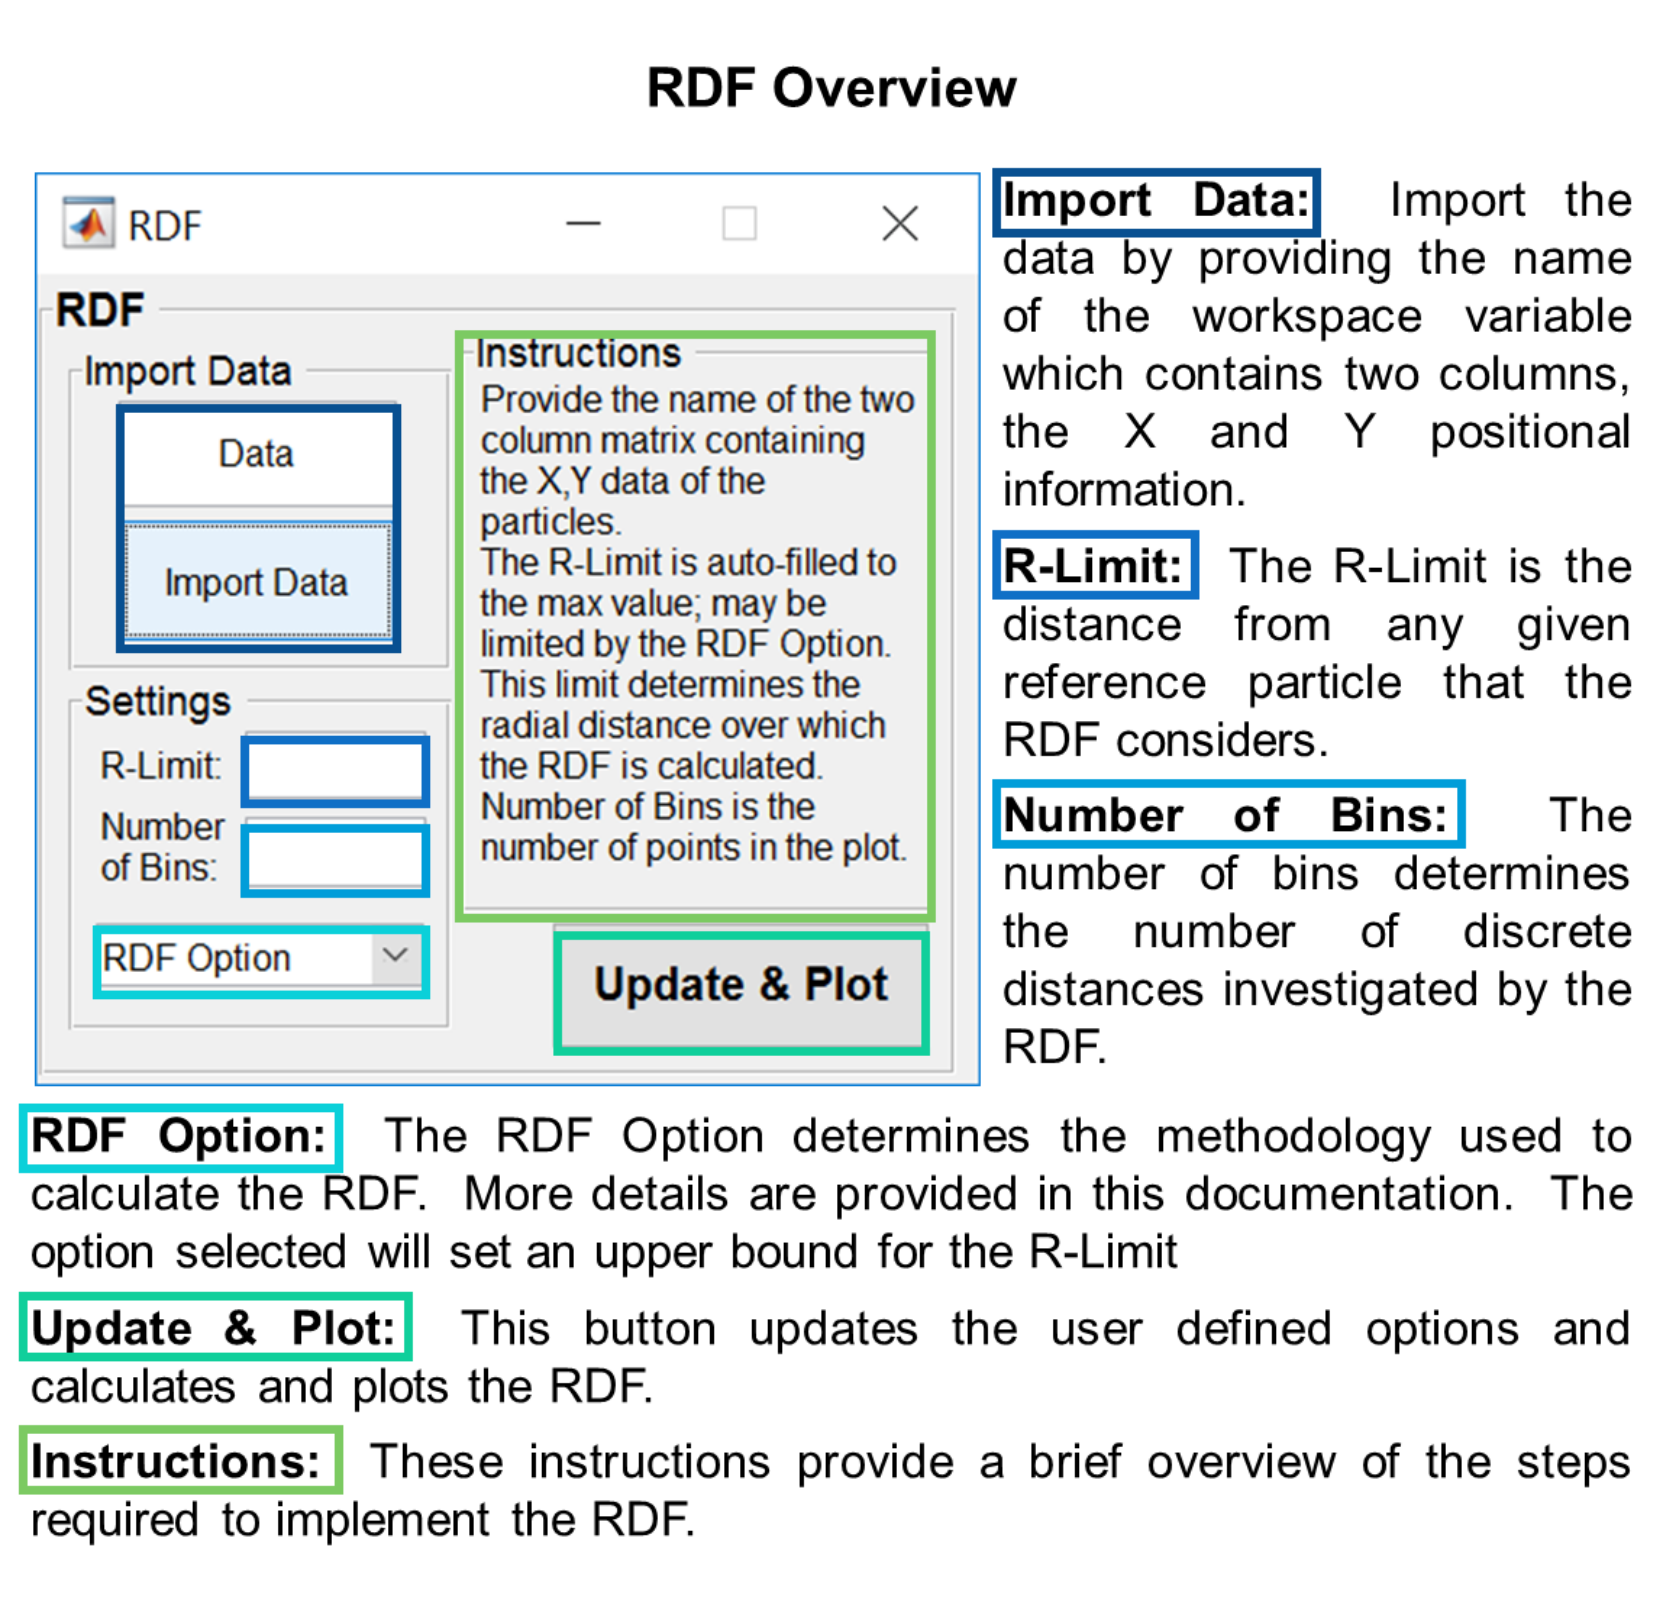 RDF Overview
RDF
RDF
Import Data
Data
Import Data
Settings
R-Limit:
Number
of Bins:
RDF Option
Instructions
Provide the name of the two
column matrix containing
the X,Y data of the
particles.
The R-Limit is auto-filled to
the max value; may be
limited by the RDF Option.
This limit determines the
radial distance over which
the RDF is calculated.
Number of Bins is the
number of points in the plot.
Update & Plot
Import Data: Import the
data by providing the name
of the workspace variable
which contains two columns,
the X and Y positional
information.
R-Limit: The R-Limit is the
distance from any given
reference particle that the
RDF considers.
Number of Bins: The
number of bins determines
the number of discrete
distances investigated by the
RDF.
RDF Option: The RDF Option determines the methodology used to
calculate the RDF. More details are provided in this documentation. The
option selected will set an upper bound for the R-Limit
Update & Plot: This button updates the user defined options and
calculates and plots the RDF.
Instructions: These instructions provide a brief overview of the steps
required to implement the RDF.